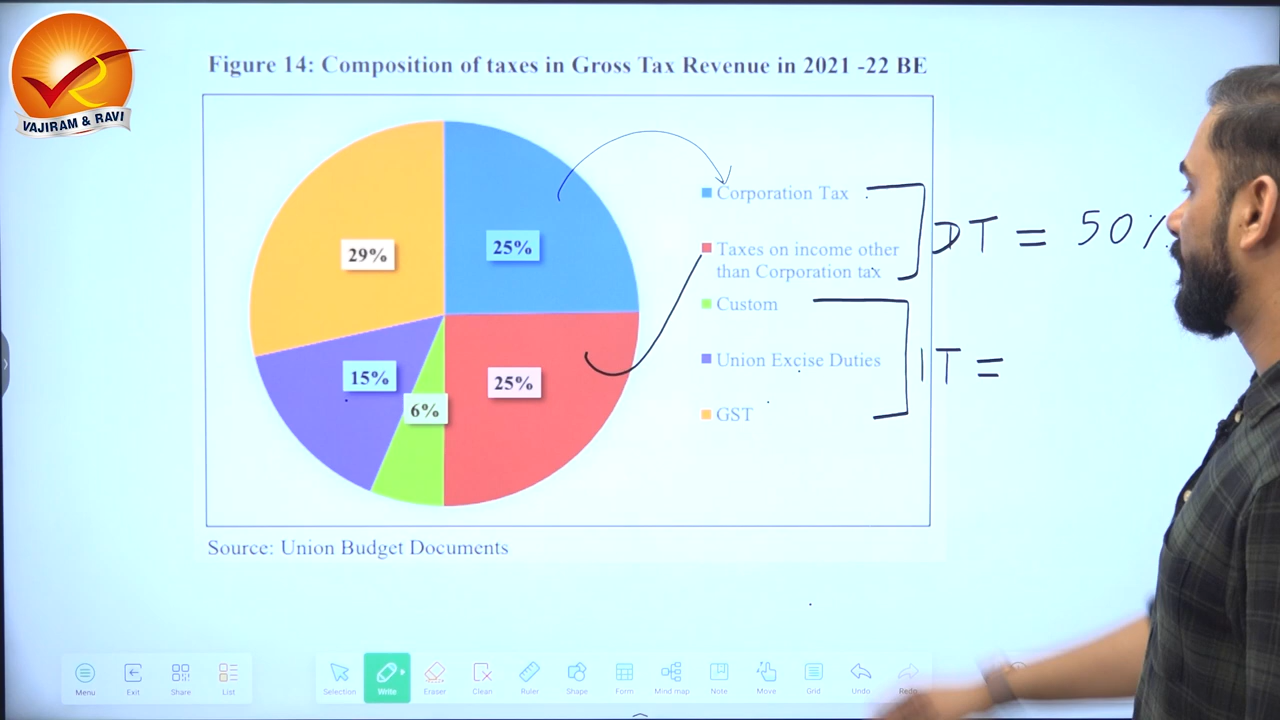 VAJIRAM & RAVI
Figure 14: Composition of taxes in Gross Tax Revenue in 2021 -22 BE
29%
25%
15%
6%
25%
Corporation Tax
Taxes on income other
than Corporation tax
Custom
Union Excise Duties
GST
DT = 50%
IT =
Source: Union Budget Documents
Menu
Exit
Share
List
Selection
Write
Eraser
Clean
Ruler
Shape
Form
Mind map
Note
Move
Grid
Undo
Redo